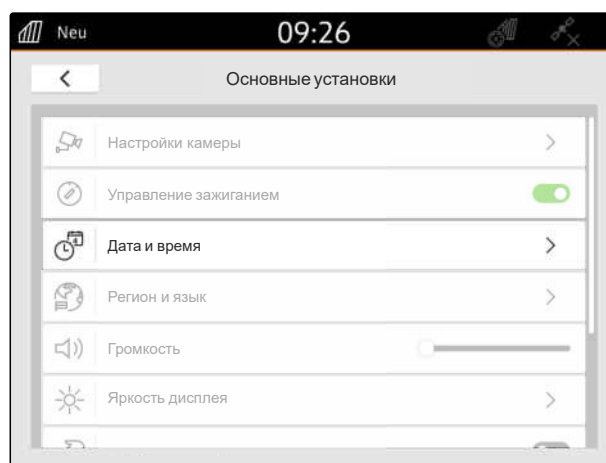 Neu
09:26
Основные установки
Настройки камеры
Управление зажиганием
Дата и время
Регион и язык
Громкость
Яркость дисплея